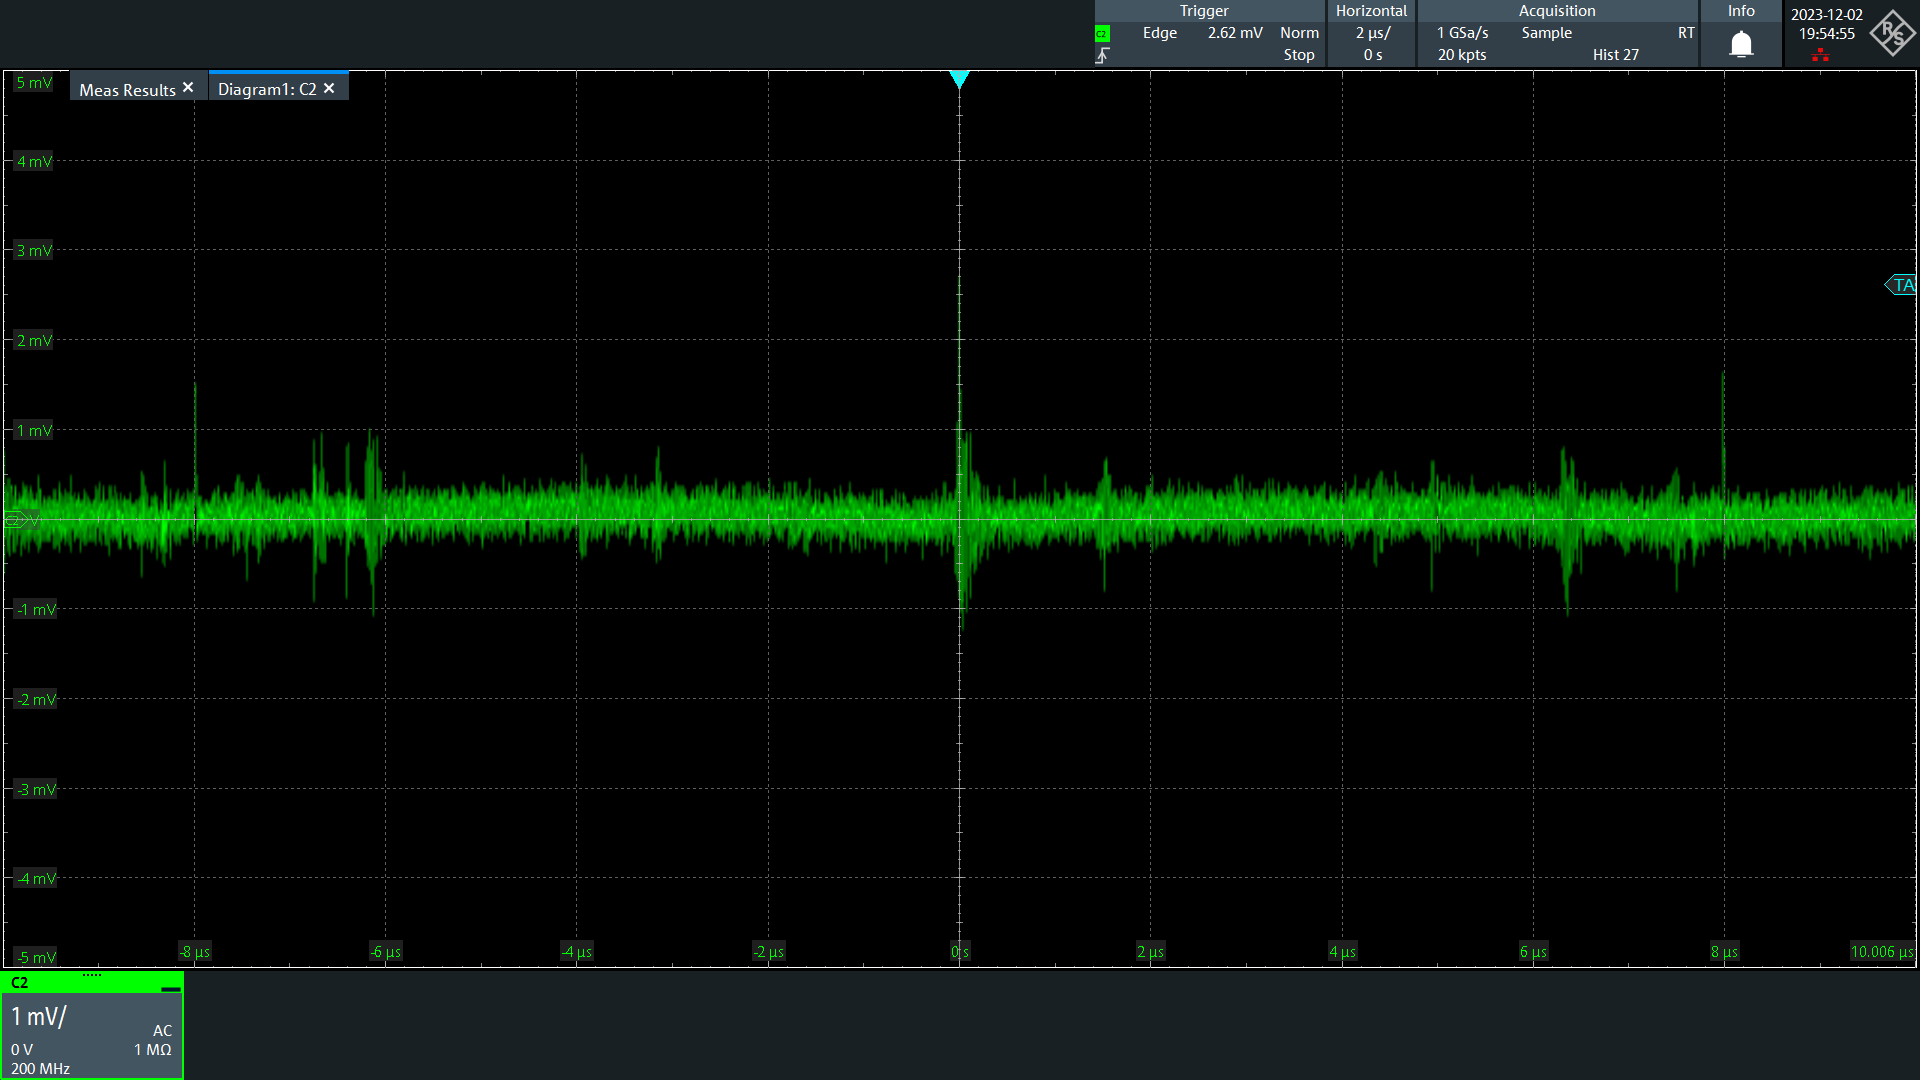 Trigger
Horizontal
Acquisition
Info
2023-12-02
19:54:55
C2
Edge 2.62 mV Norm
Stop
2 µs/
0 s
1 GSa/s Sample RT
20 kpts Hist 27
R S
Meas Results ✕
Diagram1: C2 ✕
5 mV
4 mV
3 mV
TA
2 mV
1 mV
C2 V
-1 mV
-2 mV
-3 mV
-4 mV
-5 mV
-8 µs -6 µs -4 µs -2 µs 0 s 2 µs 4 µs 6 µs 8 µs 10.006 µs
C2
1 mV/
AC
0 V 1 MΩ
200 MHz